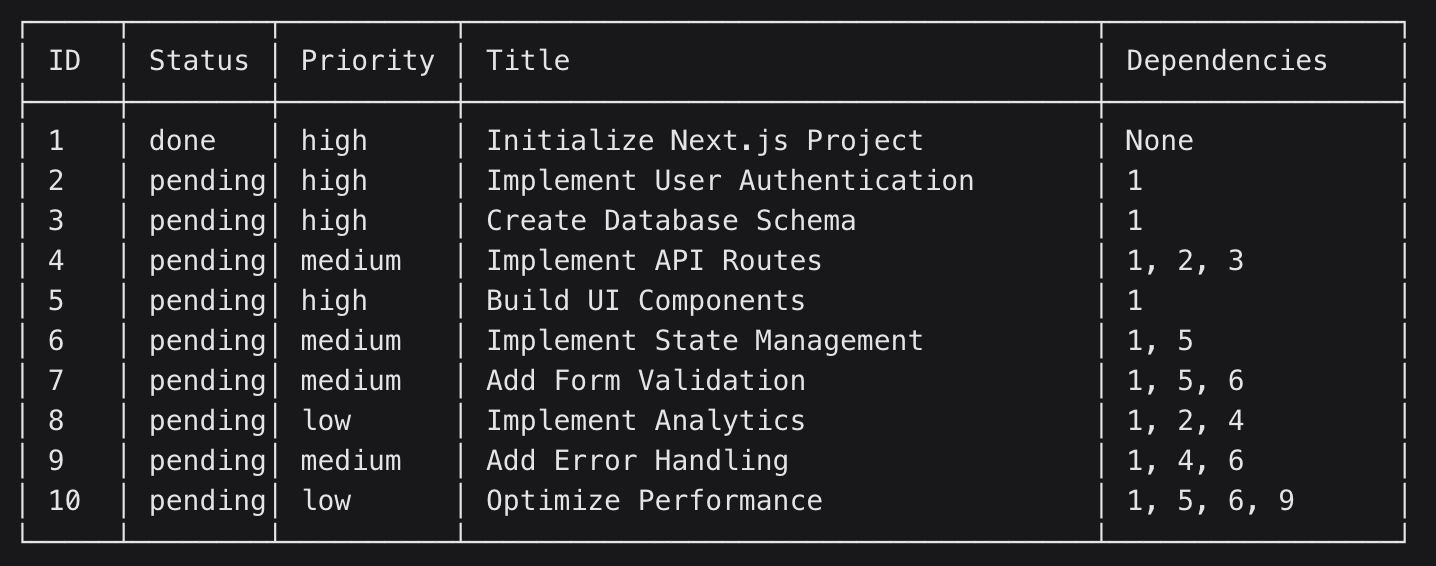 ID Status Priority Title Dependencies
1 done high Initialize Next.js Project None
2 pending high Implement User Authentication 1
3 pending high Create Database Schema 1
4 pending medium Implement API Routes 1, 2, 3
5 pending high Build UI Components 1
6 pending medium Implement State Management 1, 5
7 pending medium Add Form Validation 1, 5, 6
8 pending low Implement Analytics 1, 2, 4
9 pending medium Add Error Handling 1, 4, 6
10 pending low Optimize Performance 1, 5, 6, 9